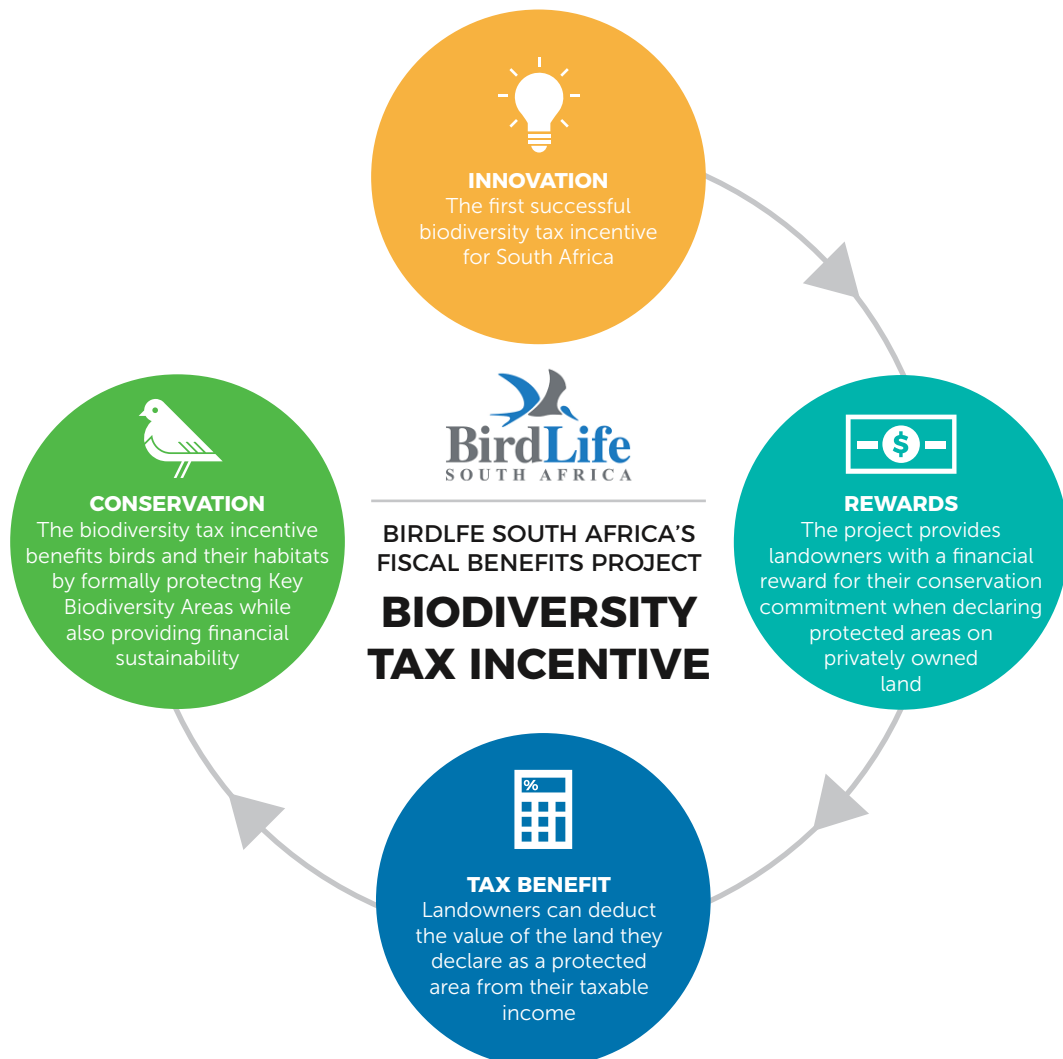 INNOVATION
The first successful
biodiversity tax incentive
for South Africa
BirdLife
SOUTH AFRICA
BIRDLFE SOUTH AFRICA'S
FISCAL BENEFITS PROJECT
BIODIVERSITY
TAX INCENTIVE
$
REWARDS
The project provides
landowners with a financial
reward for their conservation
commitment when declaring
protected areas on
privately owned
land
%
TAX BENEFIT
Landowners can deduct
the value of the land they
declare as a protected
area from their taxable
income
CONSERVATION
The biodiversity tax incentive
benefits birds and their habitats
by formally protectng Key
Biodiversity Areas while
also providing financial
sustainability